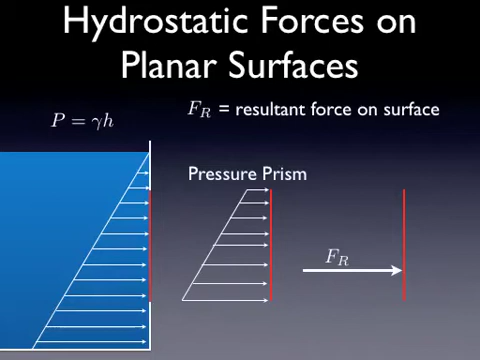 Hydrostatic Forces on
Planar Surfaces
P = γh
F_R = resultant force on surface
Pressure Prism
F_R